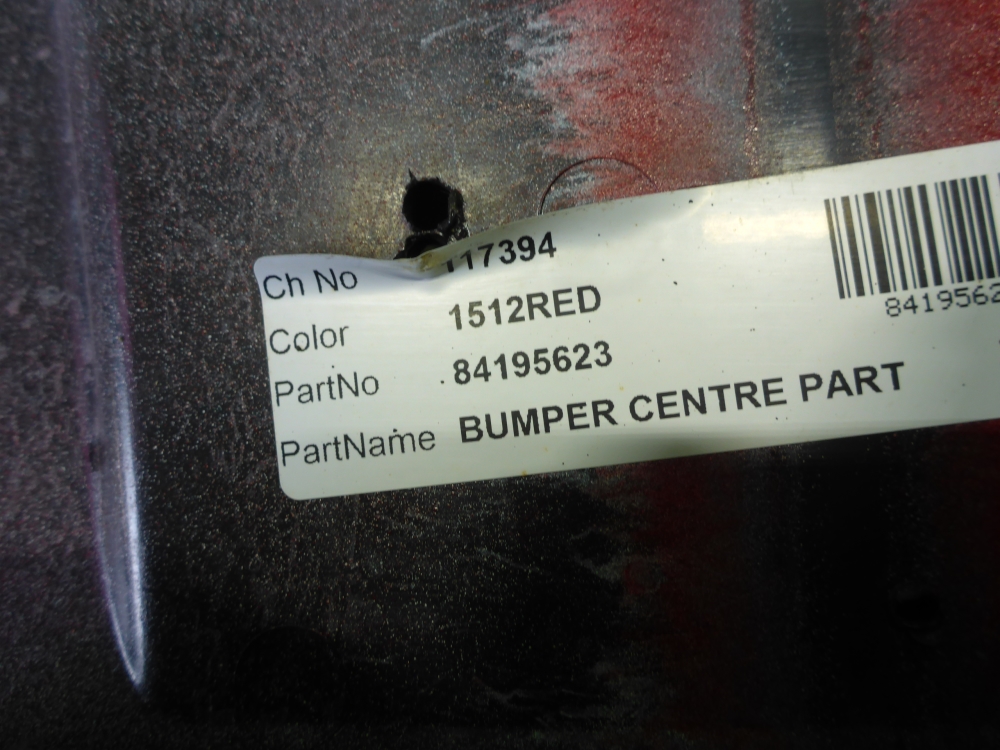 Ch No 117394
Color 1512RED
PartNo 84195623
PartName BUMPER CENTRE PART
8419562